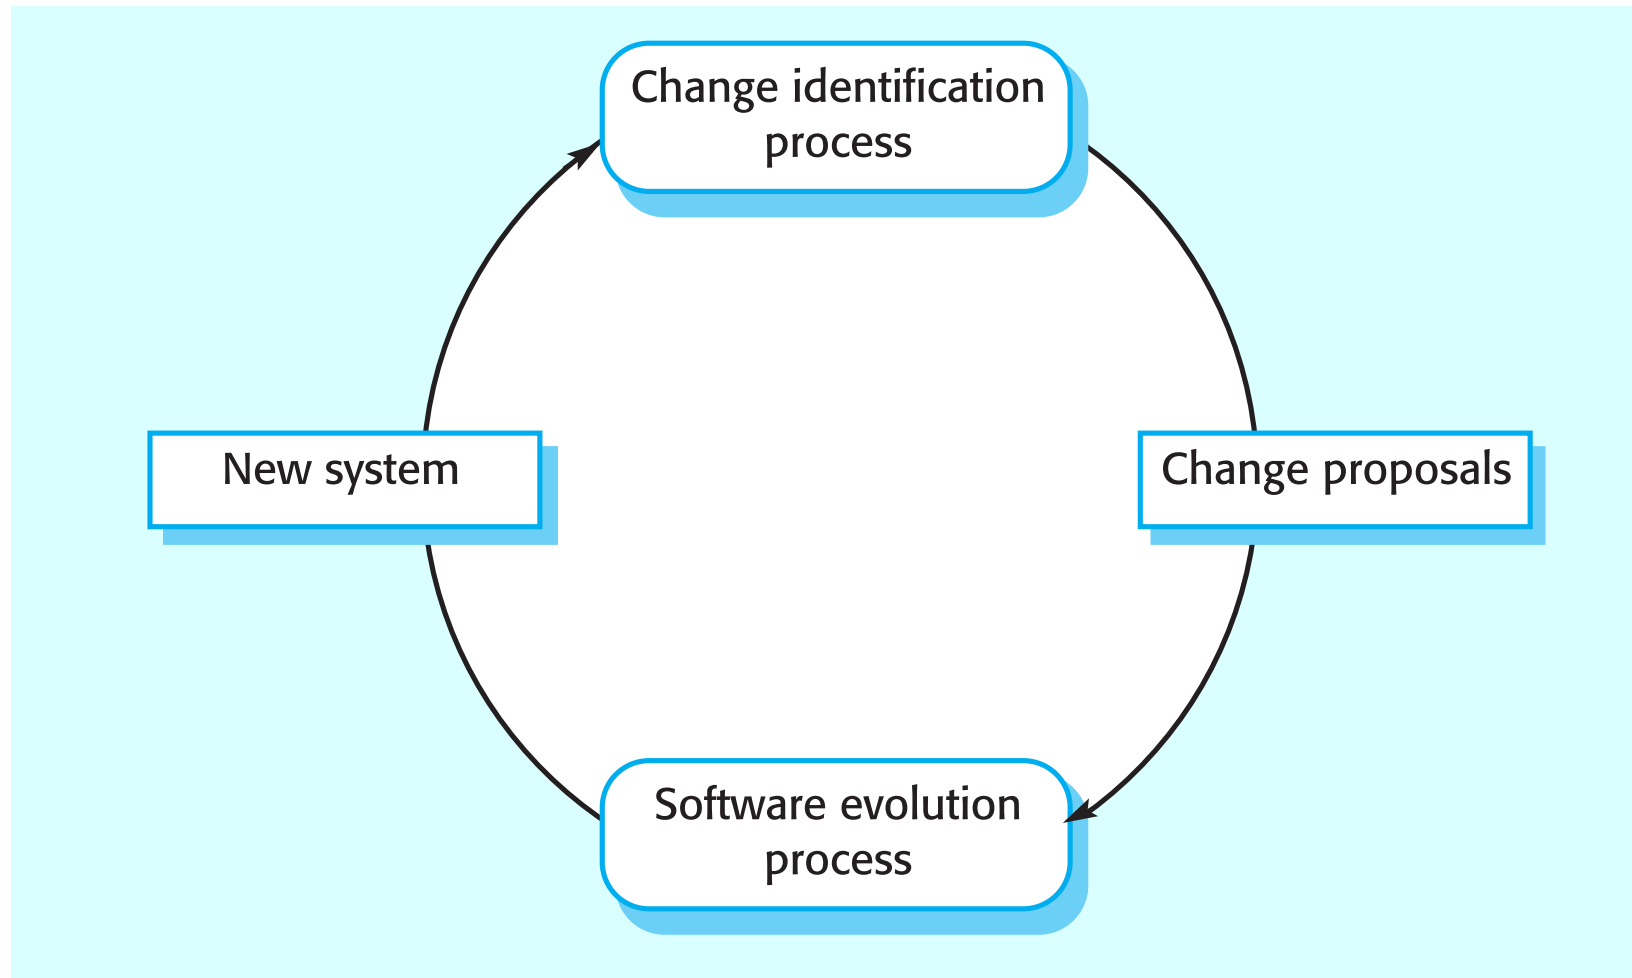 Change identification
process
New system
Change proposals
Software evolution
process